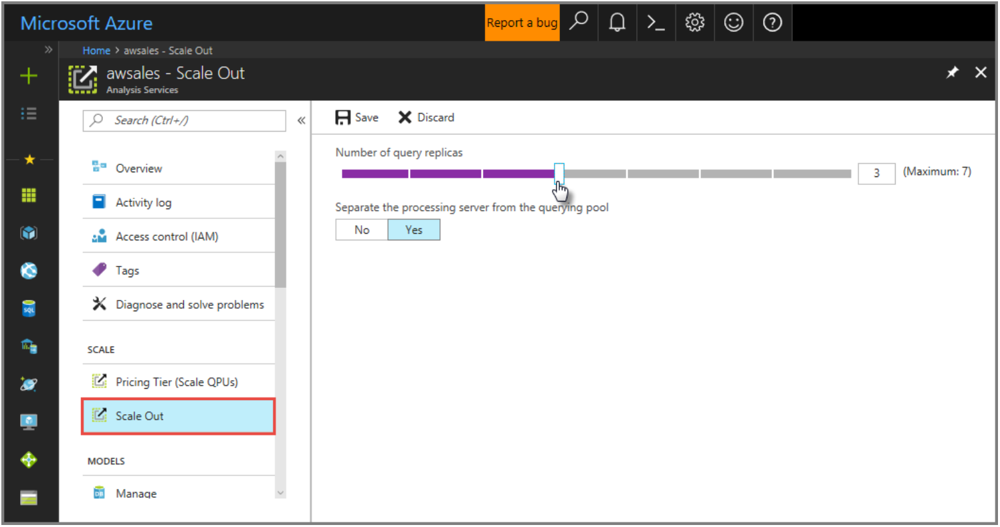 Microsoft Azure
Report a bug
Home > awsales - Scale Out
awsales - Scale Out
Analysis Services
Search (Ctrl+/)
Overview
Activity log
Access control (IAM)
Tags
Diagnose and solve problems
SCALE
Pricing Tier (Scale QPUs)
Scale Out
MODELS
Manage
Save Discard
Number of query replicas
3 (Maximum: 7)
Separate the processing server from the querying pool
No Yes
SQL
DB